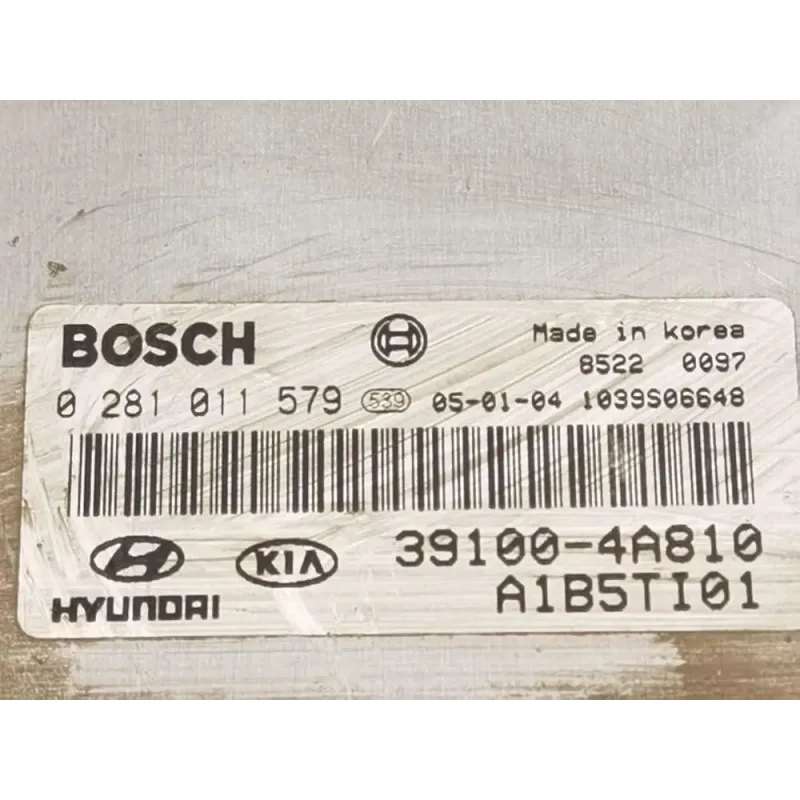 BOSCH Made in korea
8522 0097
0 281 011 579 539 05-01-04 1039S06648
KIA 39100-4A810
HYUNDAI A1B5TI01